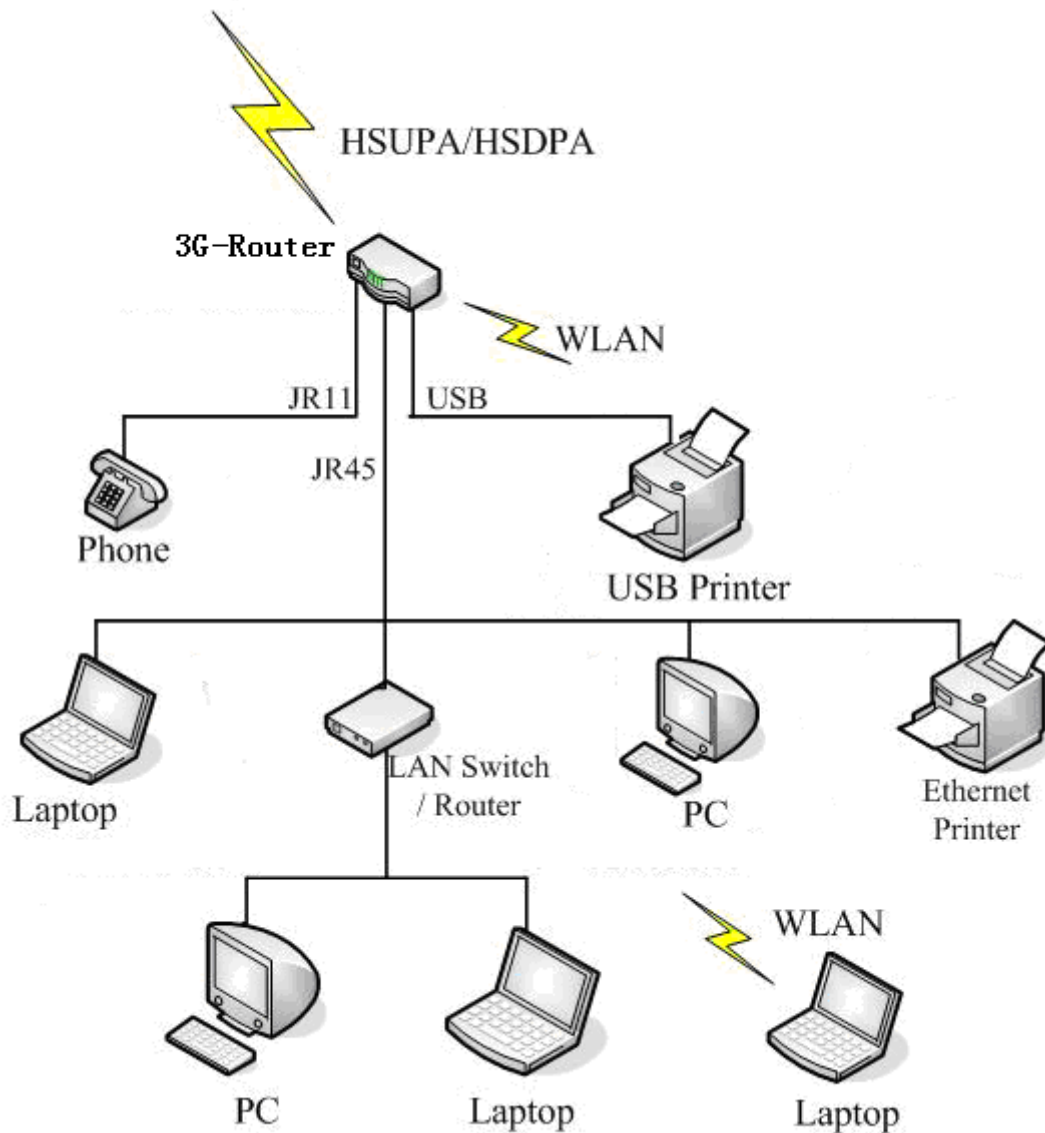 HSUPA/HSDPA
3G-Router
WLAN
JR11
USB
JR45
Phone
USB Printer
Laptop
LAN Switch
/ Router
PC
Ethernet
Printer
WLAN
PC
Laptop
Laptop